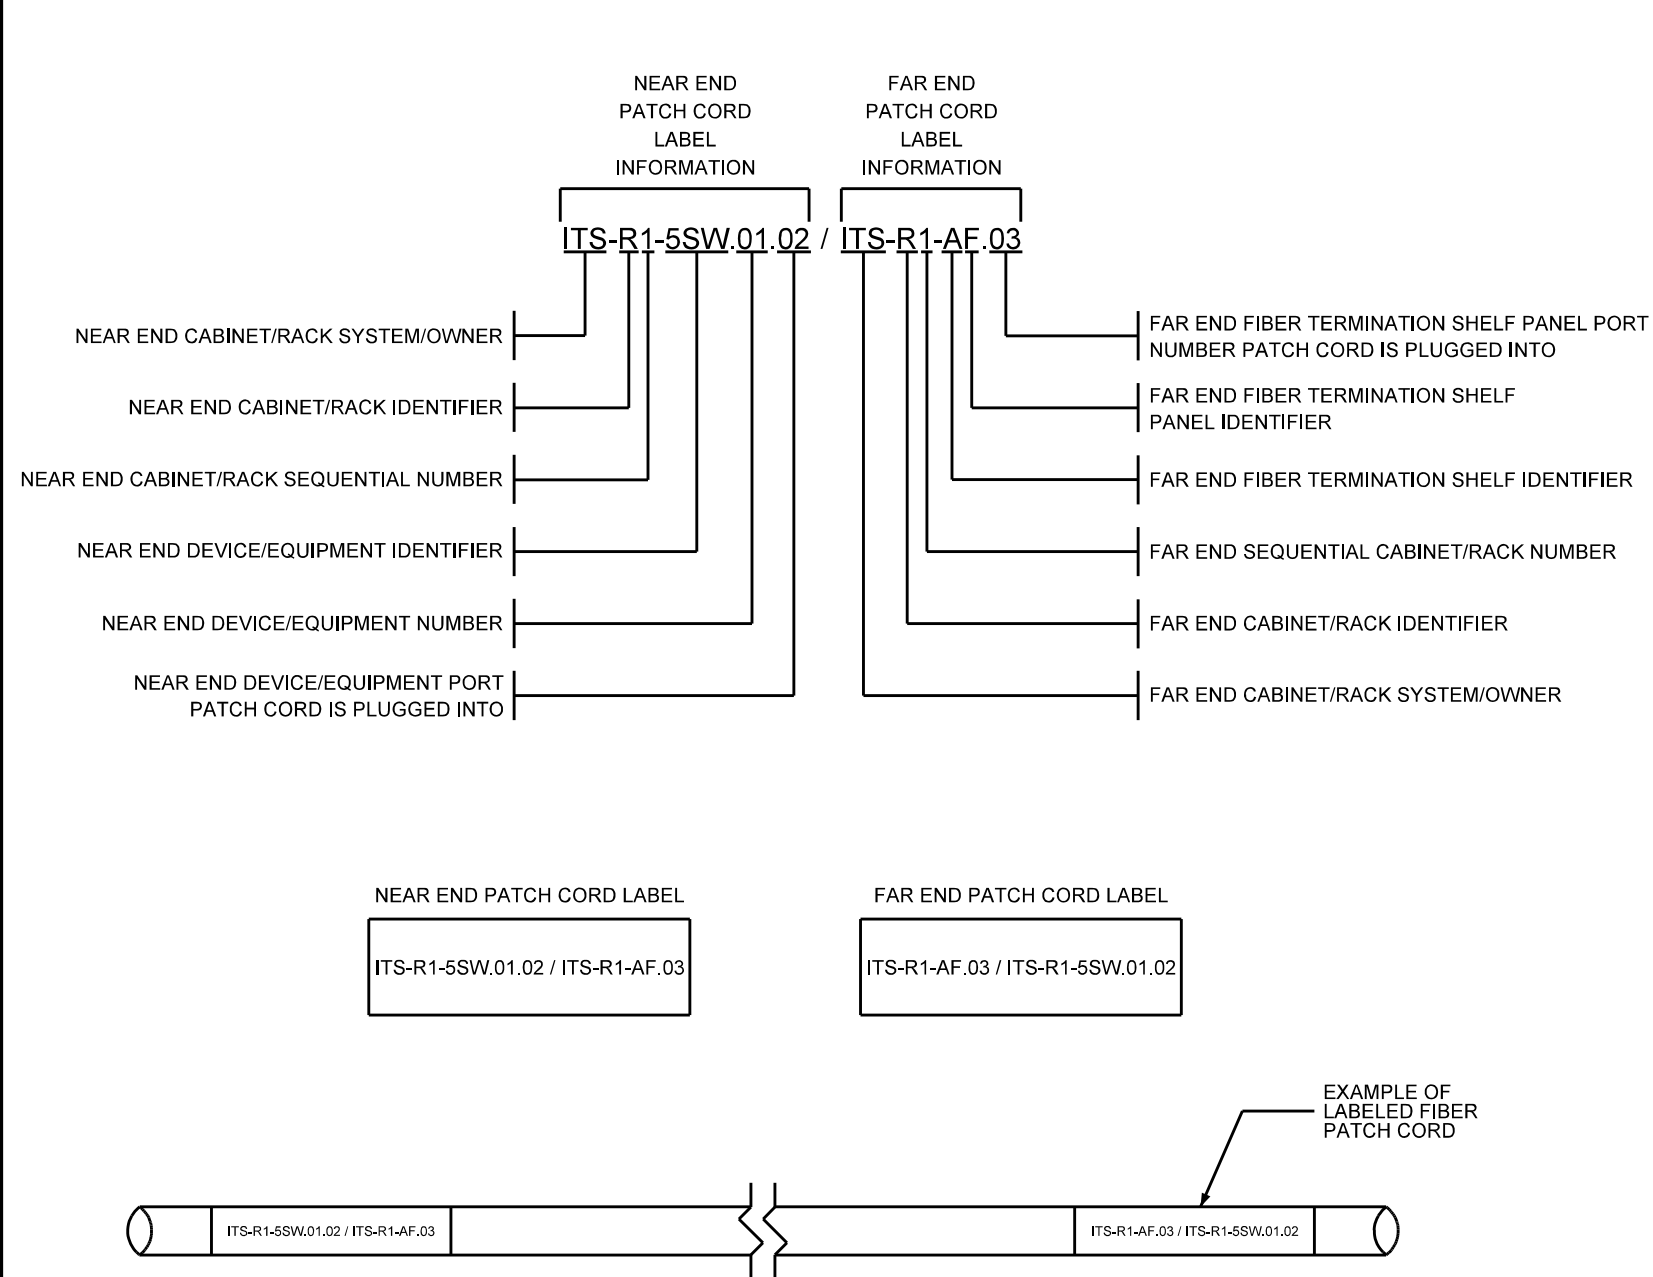 NEAR END
PATCH CORD
LABEL
INFORMATION
FAR END
PATCH CORD
LABEL
INFORMATION
ITS-R1-5SW.01.02 / ITS-R1-AF.03
NEAR END CABINET/RACK SYSTEM/OWNER
NEAR END CABINET/RACK IDENTIFIER
NEAR END CABINET/RACK SEQUENTIAL NUMBER
NEAR END DEVICE/EQUIPMENT IDENTIFIER
NEAR END DEVICE/EQUIPMENT NUMBER
NEAR END DEVICE/EQUIPMENT PORT
PATCH CORD IS PLUGGED INTO
FAR END FIBER TERMINATION SHELF PANEL PORT
NUMBER PATCH CORD IS PLUGGED INTO
FAR END FIBER TERMINATION SHELF
PANEL IDENTIFIER
FAR END FIBER TERMINATION SHELF IDENTIFIER
FAR END SEQUENTIAL CABINET/RACK NUMBER
FAR END CABINET/RACK IDENTIFIER
FAR END CABINET/RACK SYSTEM/OWNER
NEAR END PATCH CORD LABEL
ITS-R1-5SW.01.02 / ITS-R1-AF.03
FAR END PATCH CORD LABEL
ITS-R1-AF.03 / ITS-R1-5SW.01.02
EXAMPLE OF
LABELED FIBER
PATCH CORD
ITS-R1-5SW.01.02 / ITS-R1-AF.03
ITS-R1-AF.03 / ITS-R1-5SW.01.02